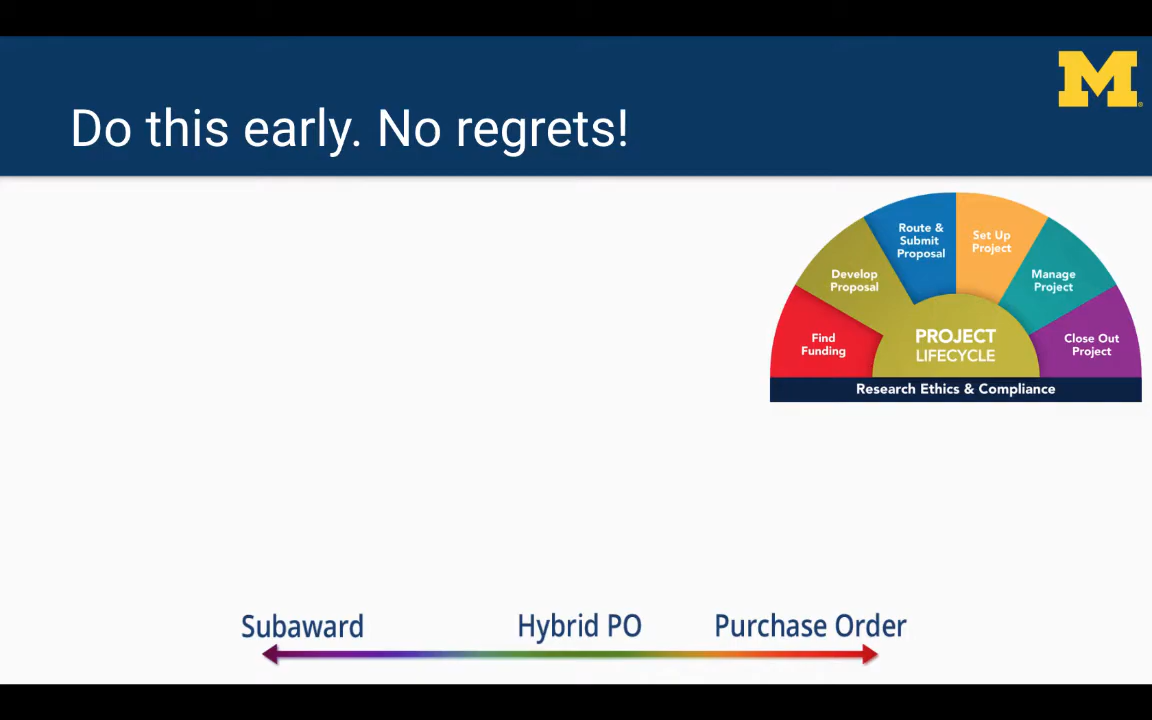 M
Do this early. No regrets!
Route &
Submit
Proposal
Set Up
Project
Develop
Proposal
Manage
Project
Find
Funding
PROJECT
LIFECYCLE
Close Out
Project
Research Ethics & Compliance
Subaward
Hybrid PO
Purchase Order